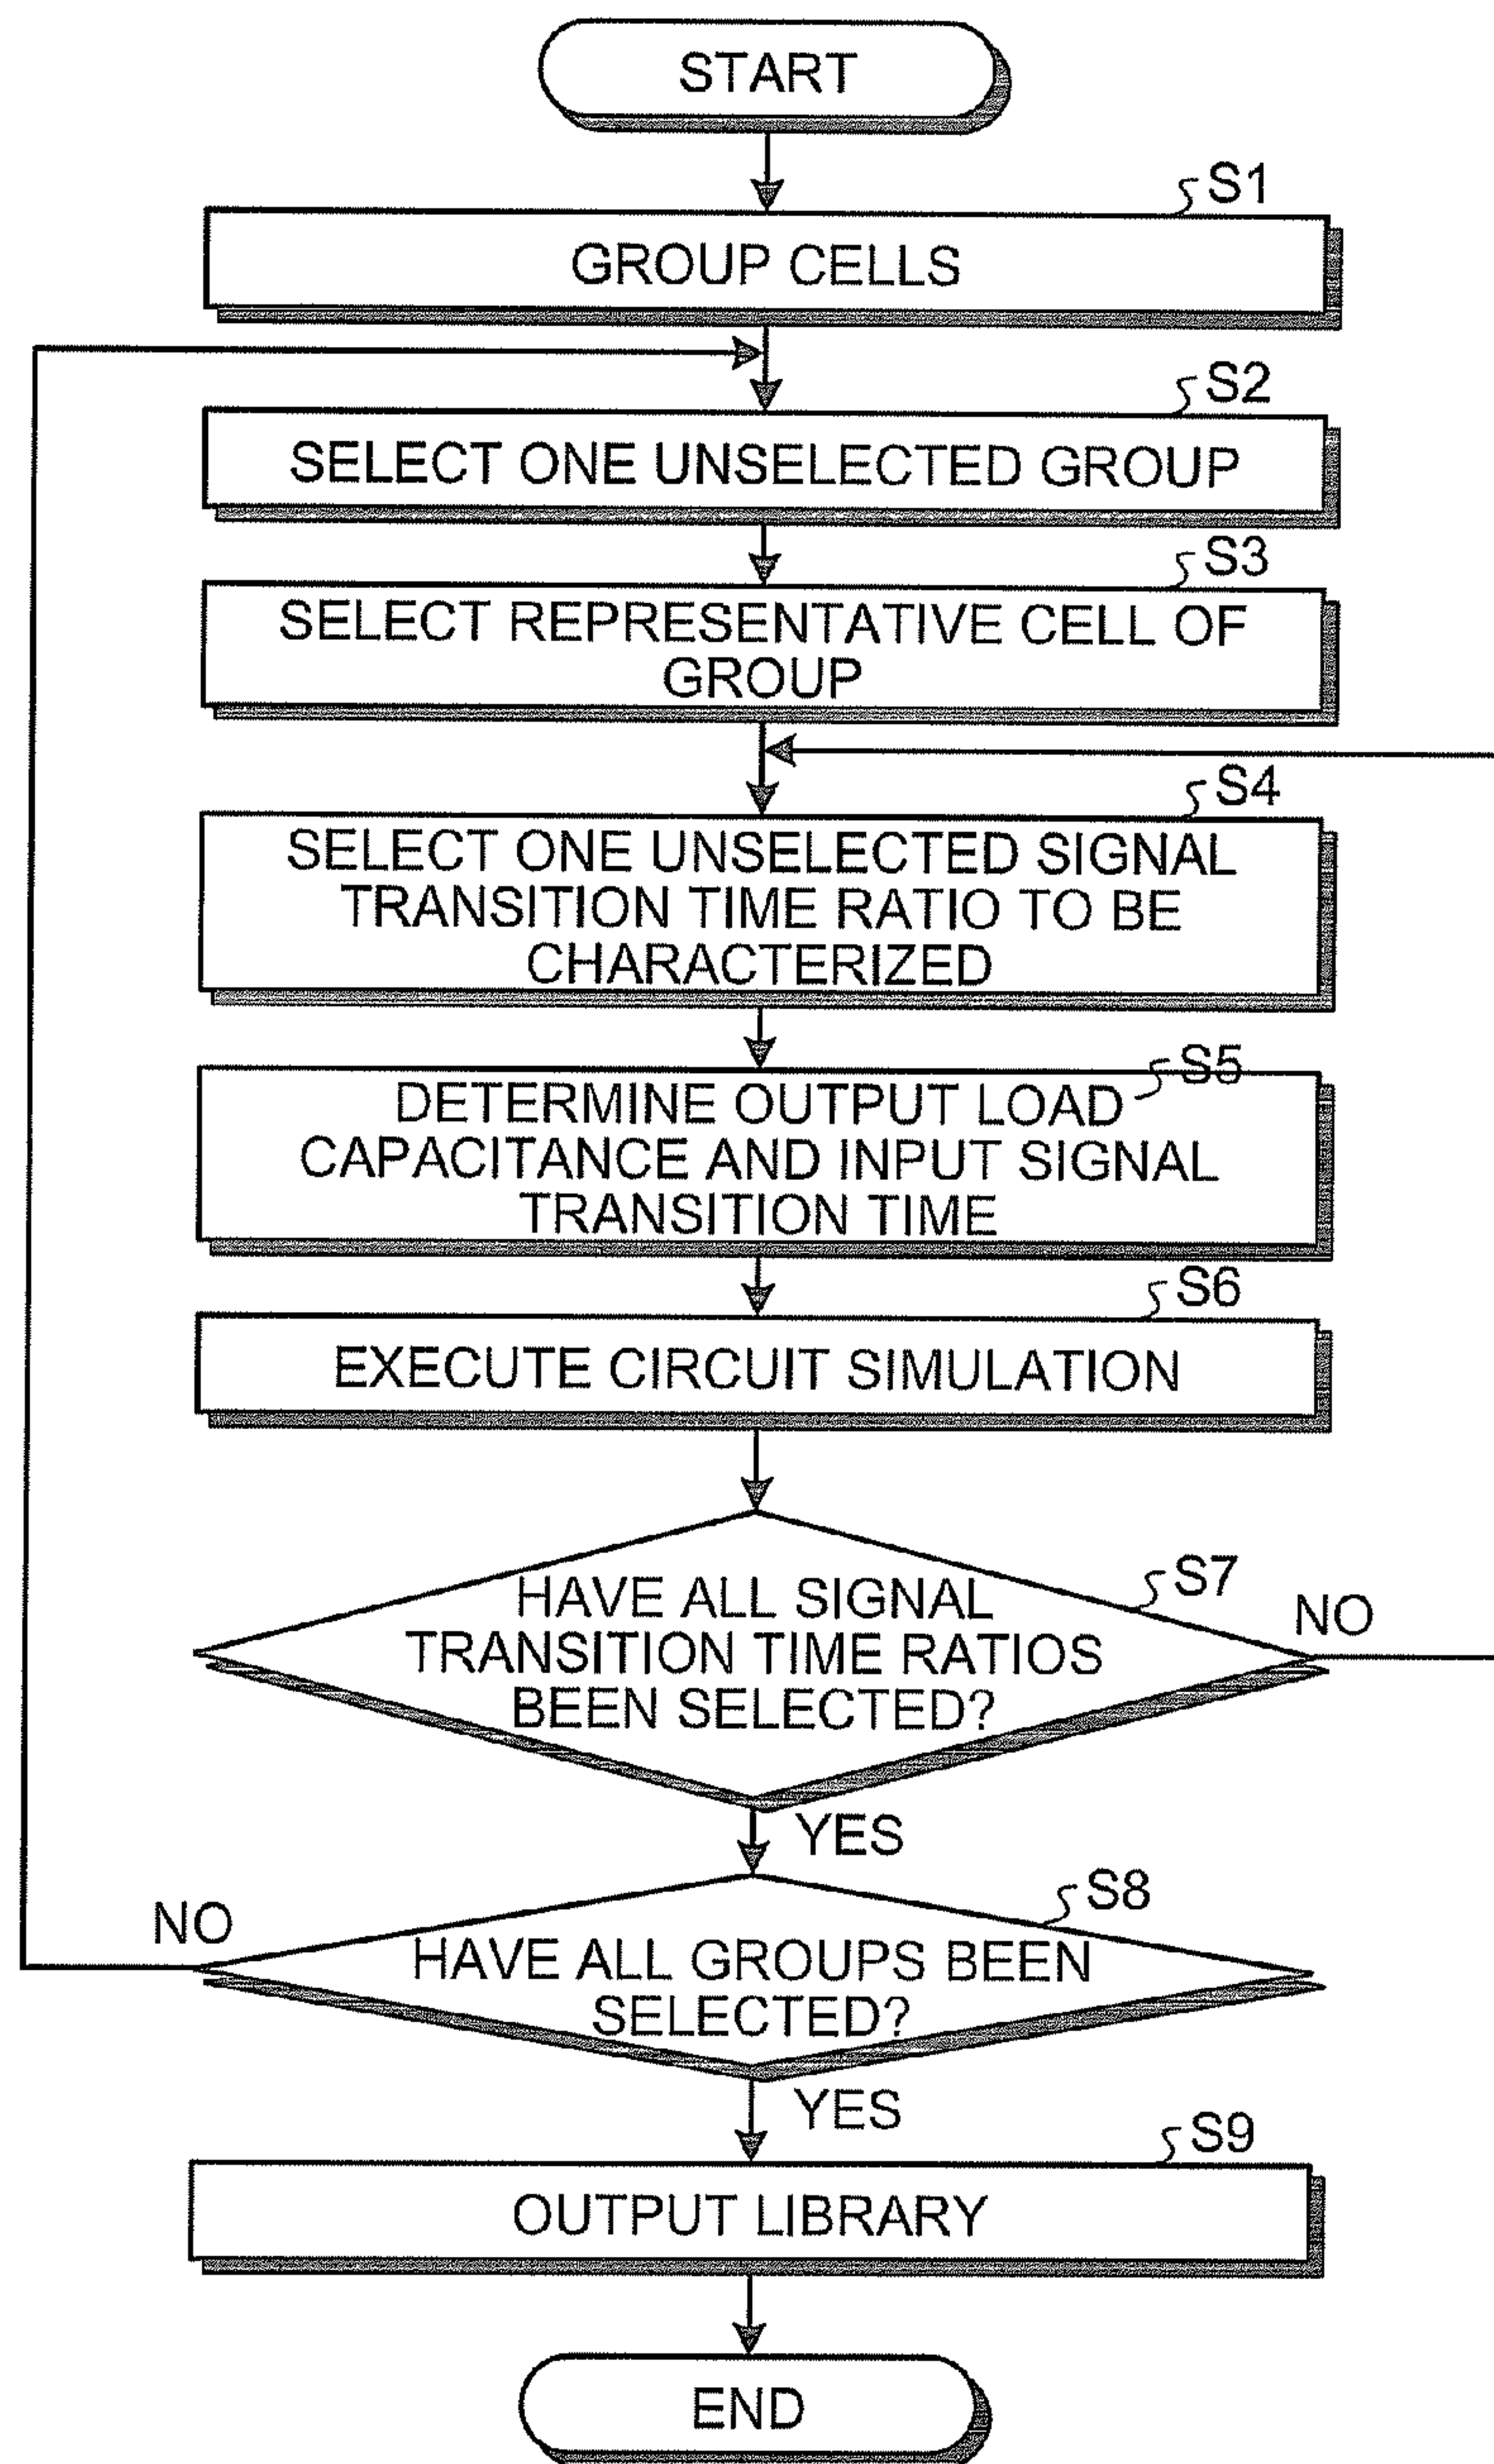 START
S1
GROUP CELLS
S2
SELECT ONE UNSELECTED GROUP
S3
SELECT REPRESENTATIVE CELL OF
GROUP
S4
SELECT ONE UNSELECTED SIGNAL
TRANSITION TIME RATIO TO BE
CHARACTERIZED
S5
DETERMINE OUTPUT LOAD
CAPACITANCE AND INPUT SIGNAL
TRANSITION TIME
S6
EXECUTE CIRCUIT SIMULATION
S7
HAVE ALL SIGNAL
TRANSITION TIME RATIOS
BEEN SELECTED?
NO
YES
S8
NO
HAVE ALL GROUPS BEEN
SELECTED?
YES
S9
OUTPUT LIBRARY
END